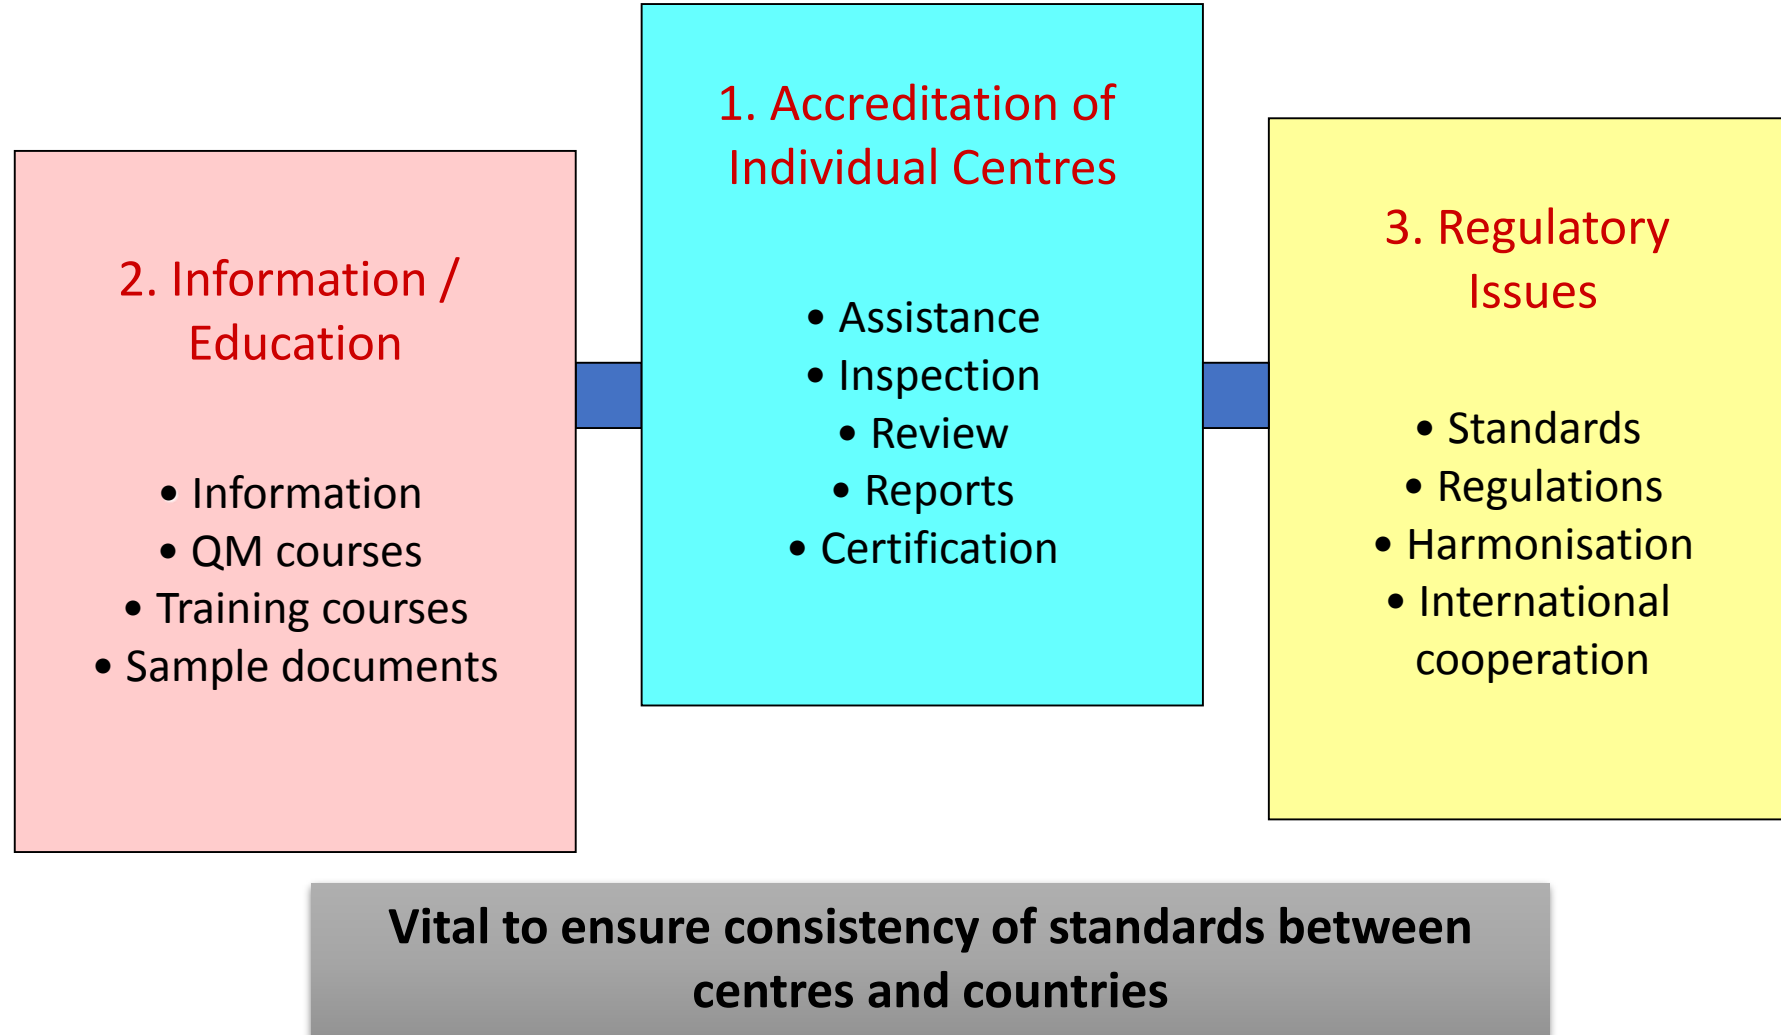 1. Accreditation of
Individual Centres
• Assistance
• Inspection
• Review
• Reports
• Certification
2. Information /
Education
• Information
• QM courses
• Training courses
• Sample documents
3. Regulatory
Issues
• Standards
• Regulations
• Harmonisation
• International
cooperation
Vital to ensure consistency of standards between
centres and countries